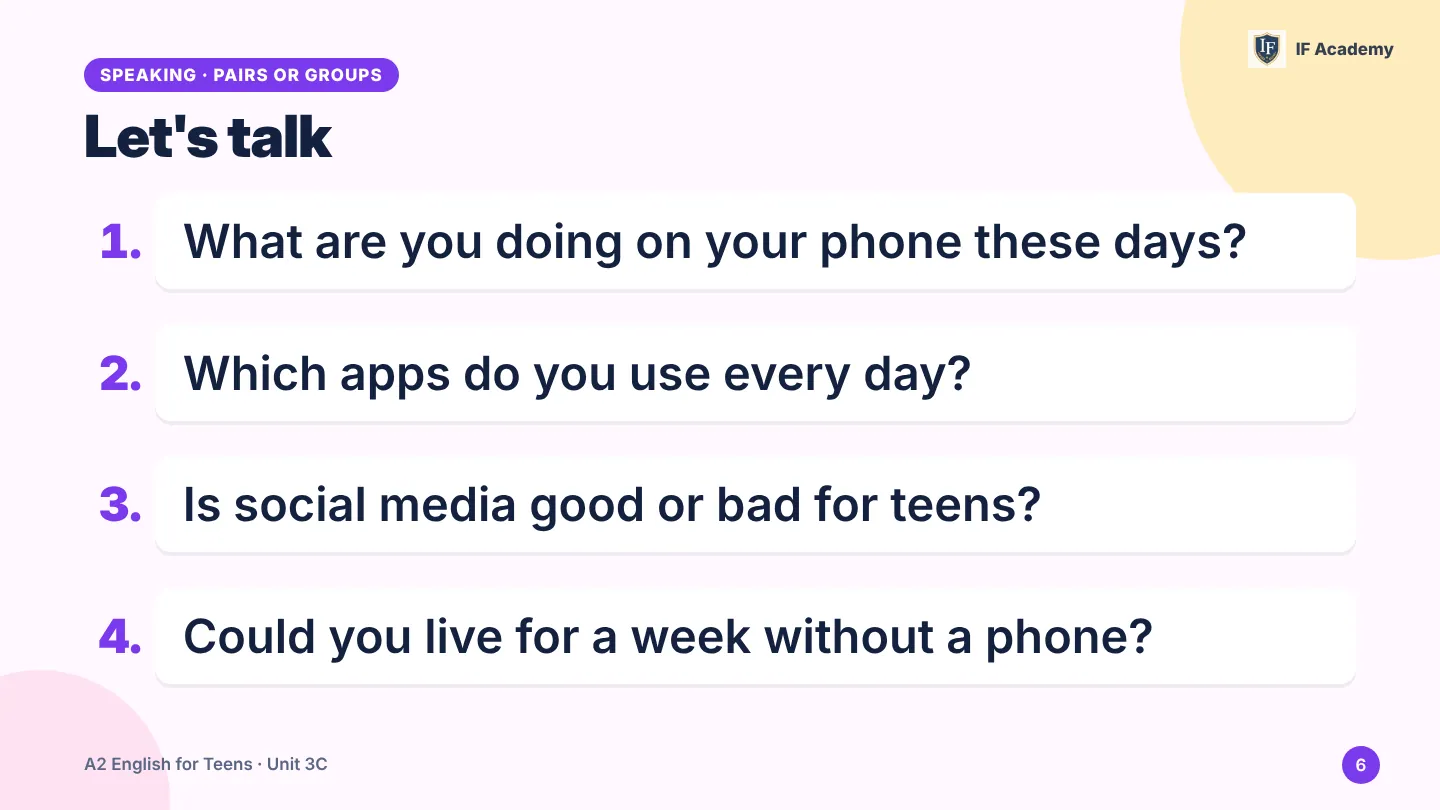 IF
IF Academy
SPEAKING · PAIRS OR GROUPS
Let's talk
1. What are you doing on your phone these days?
2. Which apps do you use every day?
3. Is social media good or bad for teens?
4. Could you live for a week without a phone?
A2 English for Teens · Unit 3C
6